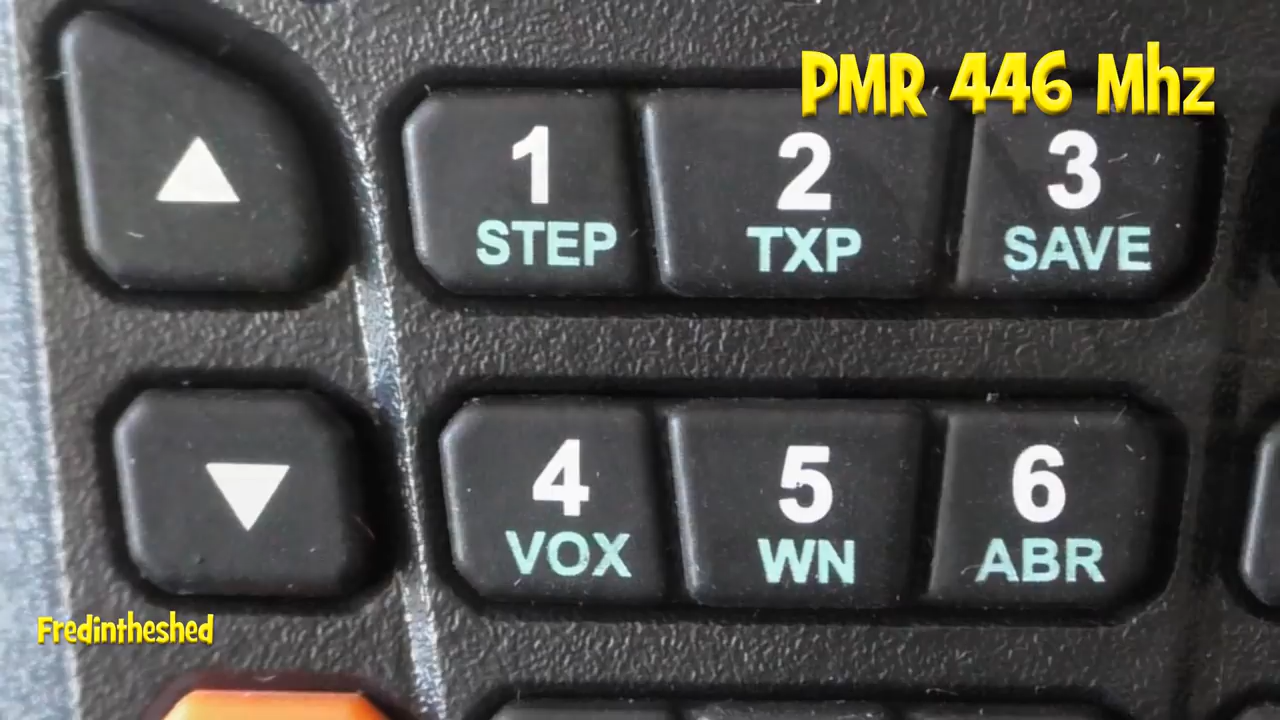 PMR 446 Mhz
1 2 3
STEP TXP SAVE
4 5 6
VOX WN ABR
Fredintheshed